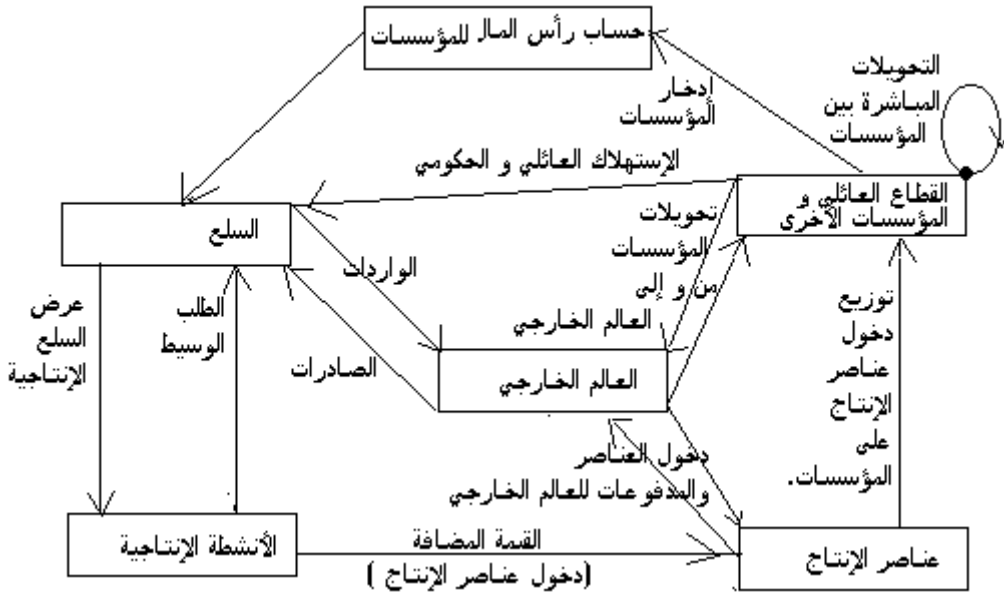 حساب رأس المال للمؤسسات
التحويلات
المباشرة بين
المؤسسات
إدخار
المؤسسات
الإستهلاك العائلي و الحكومي
القطاع العائلي و
المؤسسات الآخرى
السلع
تحويلات
المؤسسات
من و إلى
العالم الخارجي
الواردات
عرض
السلع
الإنتاجية
الطلب
الوسيط
الصادرات
العالم الخارجي
توزيع
دخول
عناصر
الإنتاج
على
المؤسسات.
دخول العناصر
والمدفوعات للعالم الخارجي
الأنشطة الإنتاجية
القمة المضافة
(دخول عناصر الإنتاج )
عناصر الإنتاج